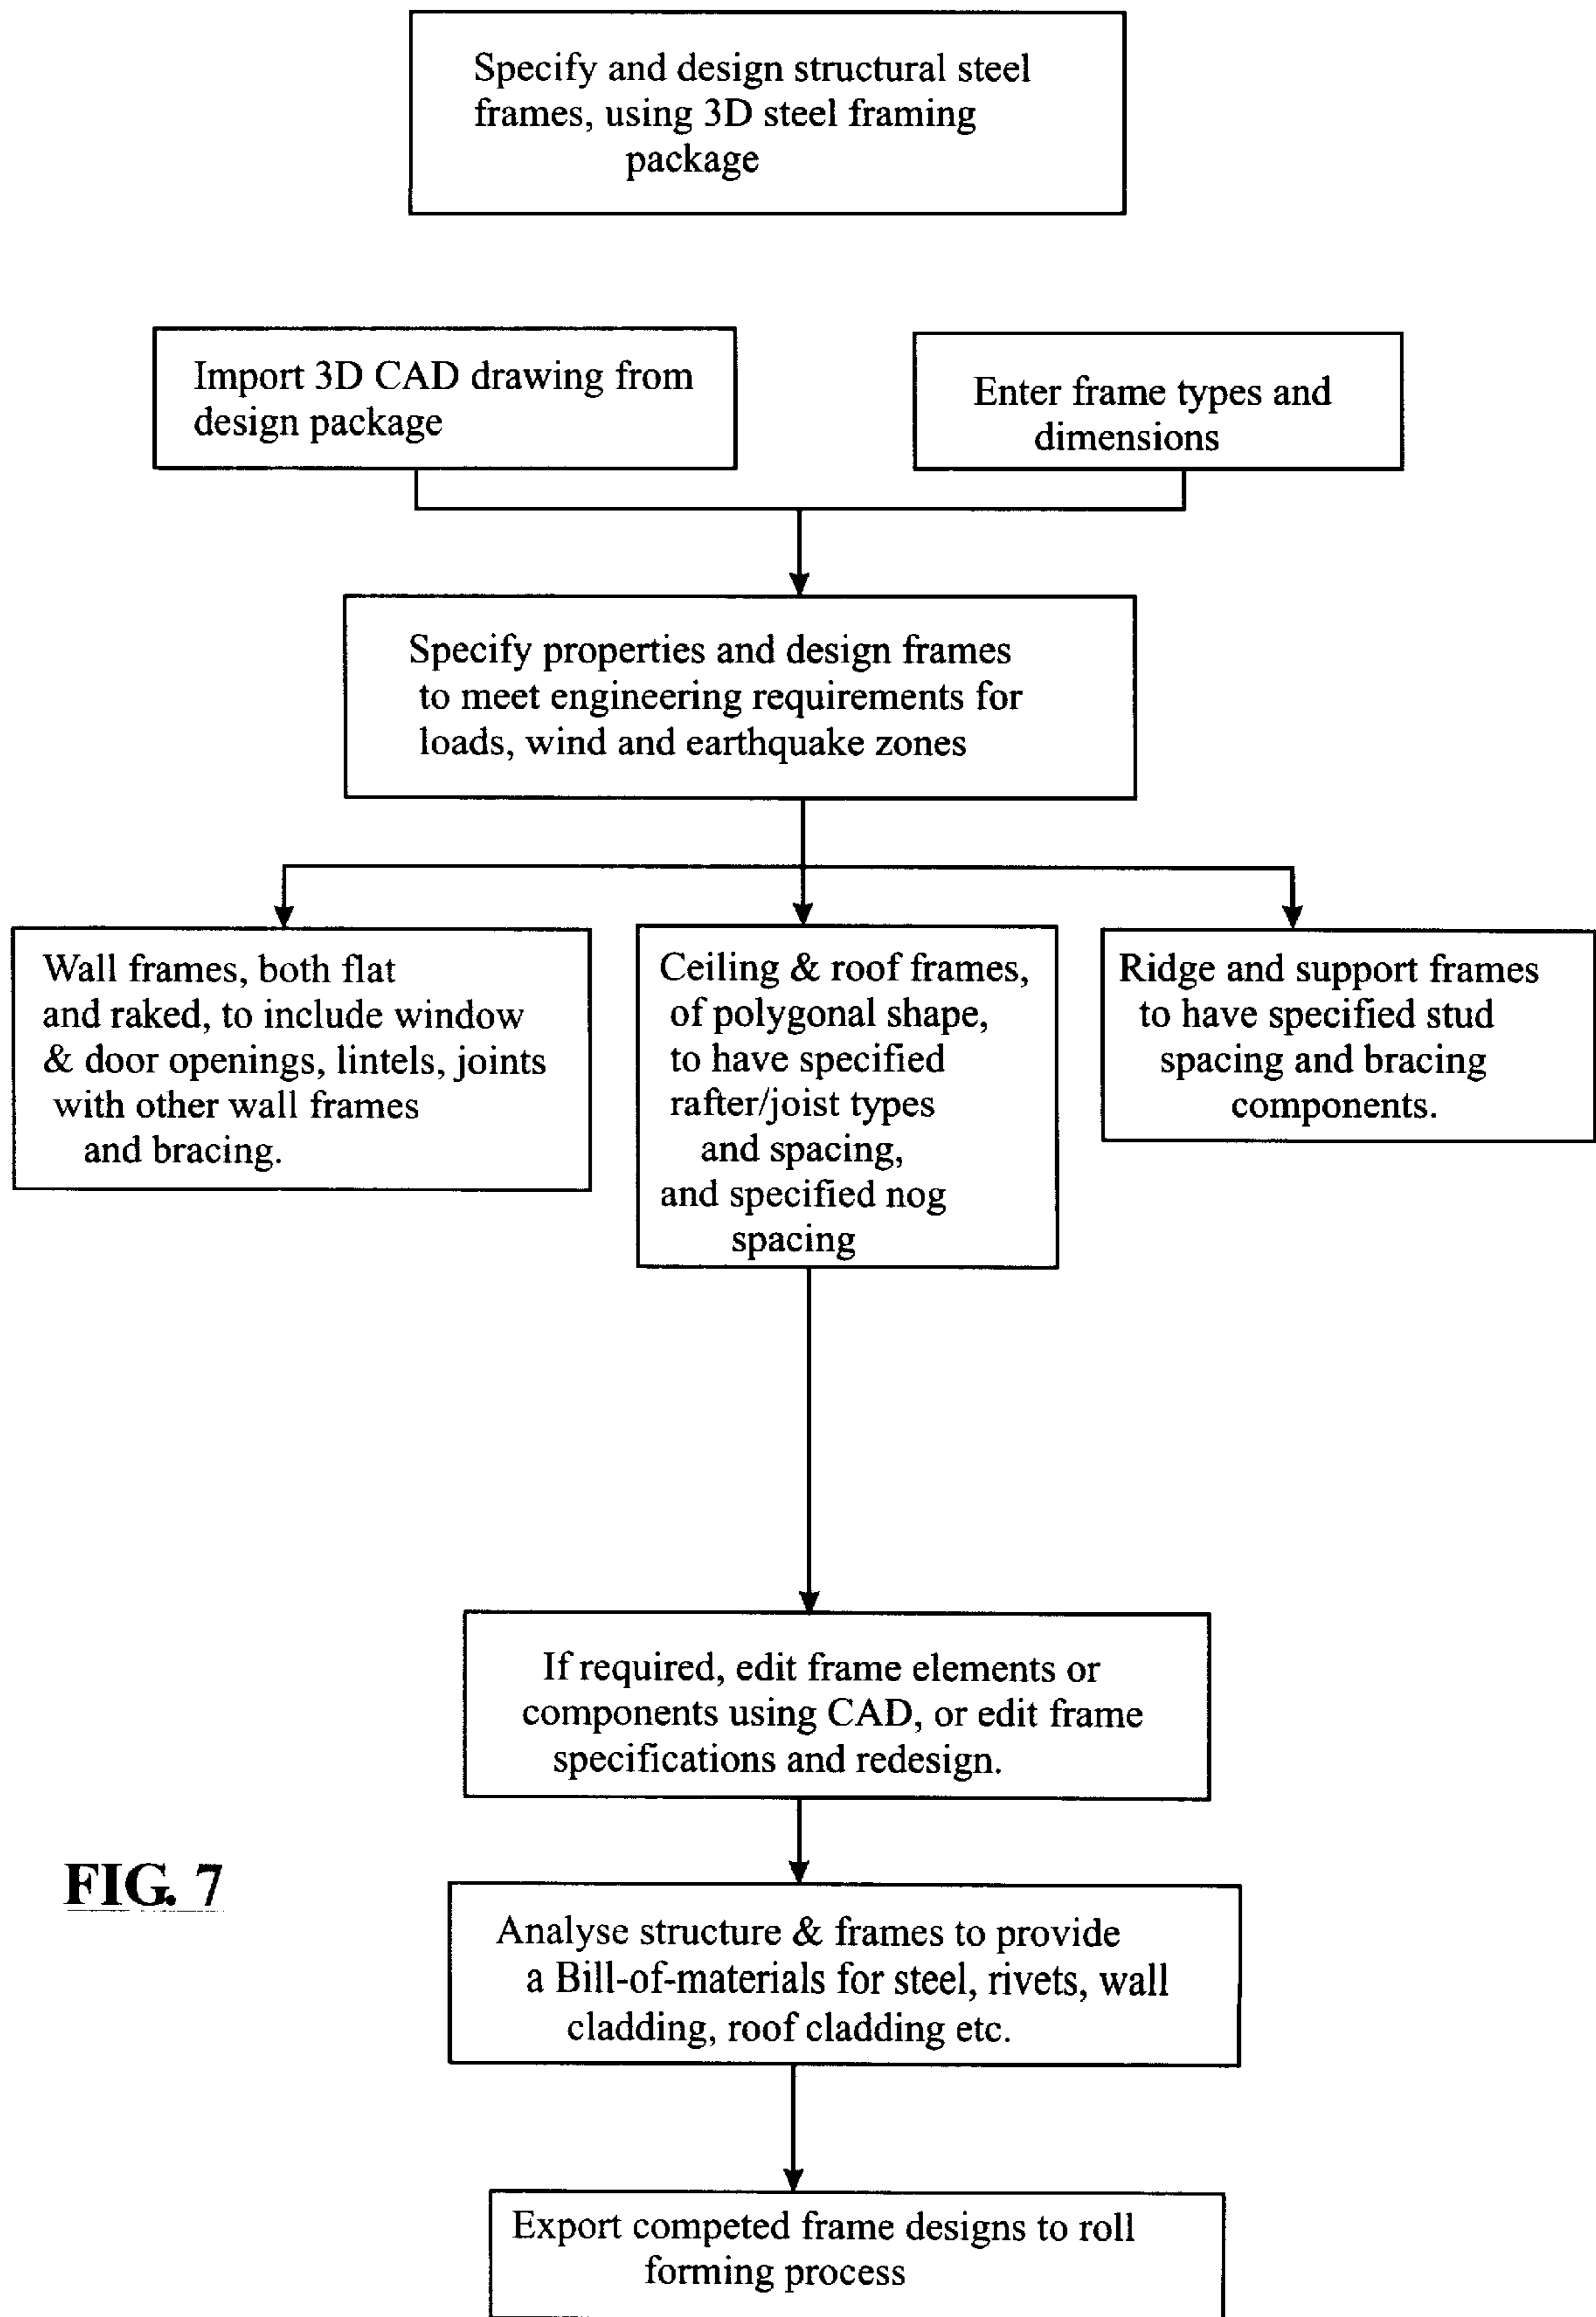 Specify and design structural steel
frames, using 3D steel framing
package
Import 3D CAD drawing from
design package
Enter frame types and
dimensions
Specify properties and design frames
to meet engineering requirements for
loads, wind and earthquake zones
Wall frames, both flat
and raked, to include window
& door openings, lintels, joints
with other wall frames
and bracing.
Ceiling & roof frames,
of polygonal shape,
to have specified
rafter/joist types
and spacing,
and specified nog
spacing
Ridge and support frames
to have specified stud
spacing and bracing
components.
If required, edit frame elements or
components using CAD, or edit frame
specifications and redesign.
FIG. 7
Analyse structure & frames to provide
a Bill-of-materials for steel, rivets, wall
cladding, roof cladding etc.
Export competed frame designs to roll
forming process